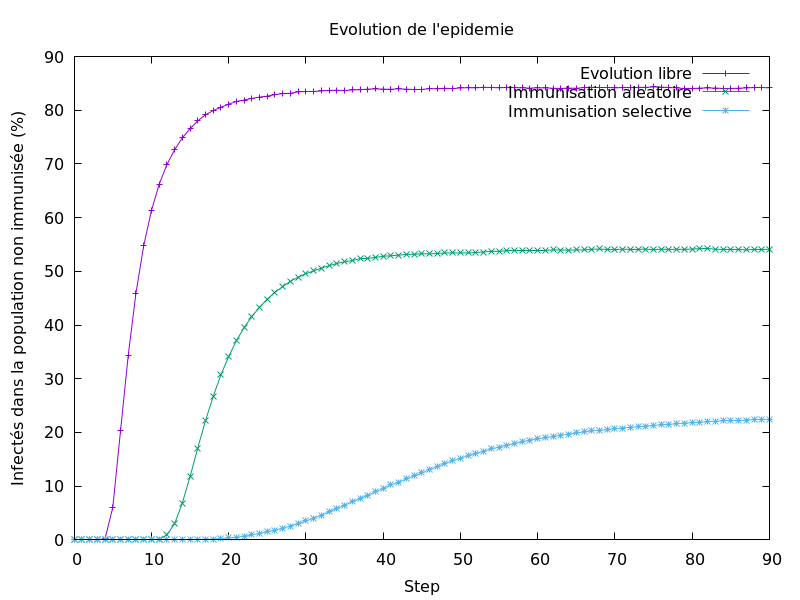 Evolution de l'epidemie
90
80
70
60
50
40
30
20
10
0
Infectés dans la population non immunisée (%)
Evolution libre
Immunisation aleatoire
Immunisation selective
0 10 20 30 40 50 60 70 80 90
Step